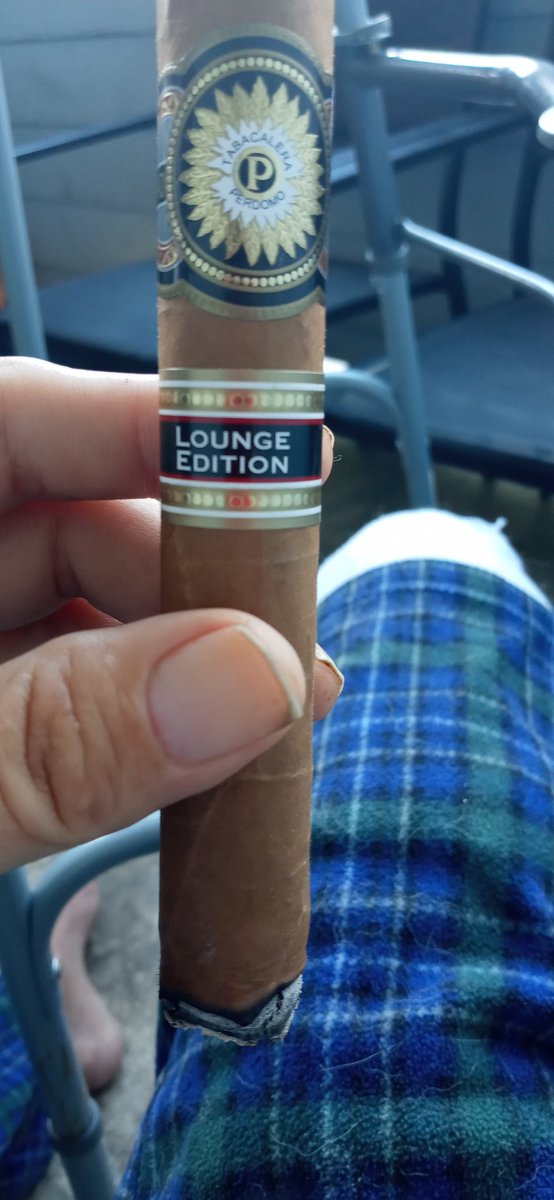 TABACALERA
P
PERDOMO
LOUNGE
EDITION